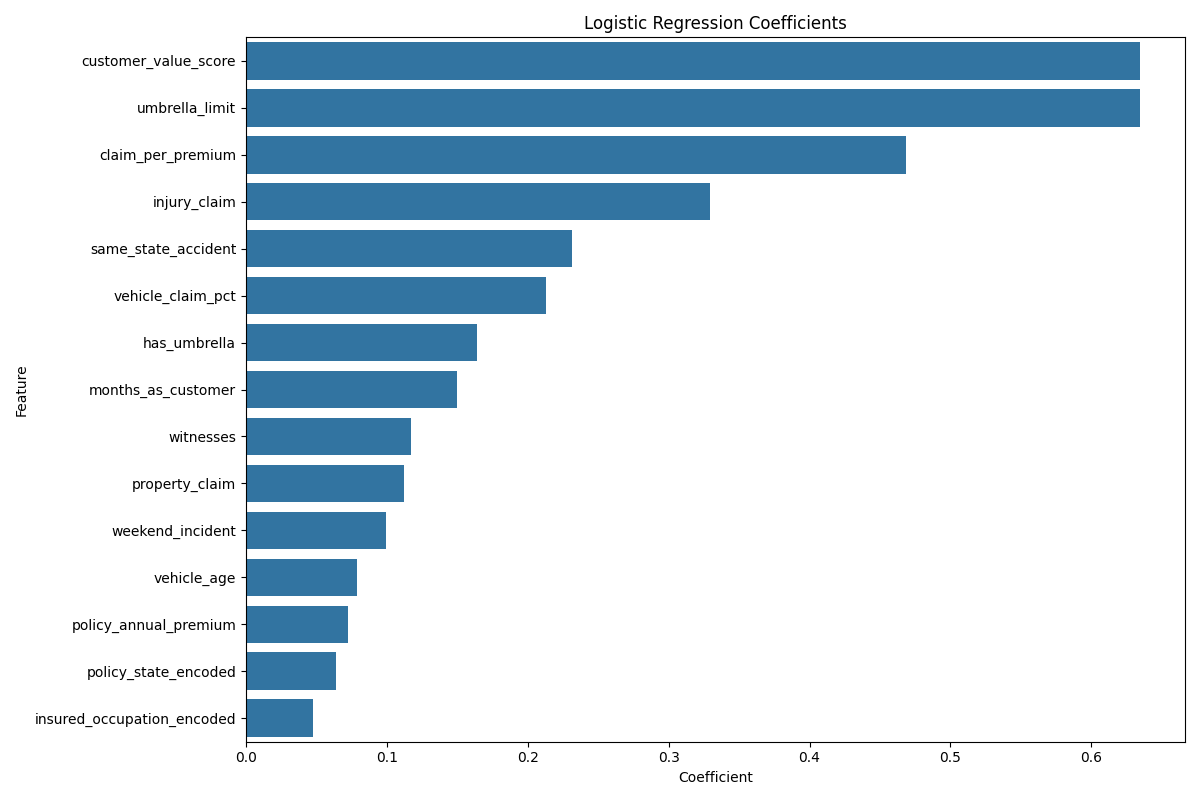 Logistic Regression Coefficients
customer_value_score
umbrella_limit
claim_per_premium
injury_claim
same_state_accident
vehicle_claim_pct
has_umbrella
months_as_customer
witnesses
property_claim
weekend_incident
vehicle_age
policy_annual_premium
policy_state_encoded
insured_occupation_encoded
Feature
0.0 0.1 0.2 0.3 0.4 0.5 0.6
Coefficient